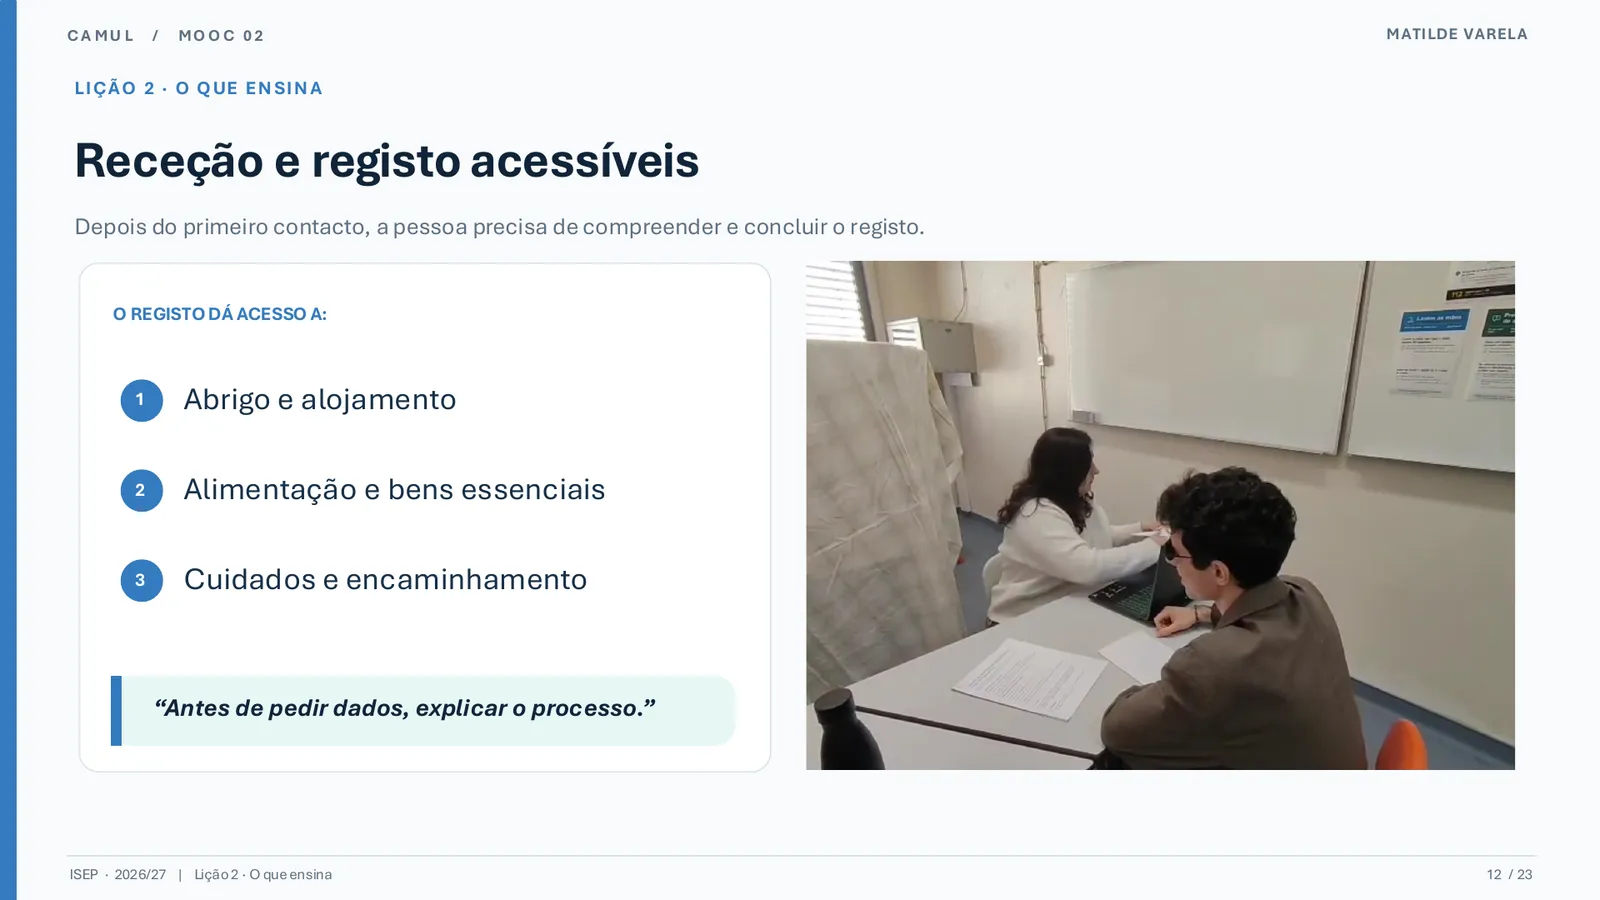 CAMUL / MOOC 02
MATILDE VARELA
LIÇÃO 2 · O QUE ENSINA
Receção e registo acessíveis
Depois do primeiro contacto, a pessoa precisa de compreender e concluir o registo.
O REGISTO DÁ ACESSO A:
1 Abrigo e alojamento
2 Alimentação e bens essenciais
3 Cuidados e encaminhamento
“Antes de pedir dados, explicar o processo.”
112
ISEP · 2026/27 | Lição 2 · O que ensina
12 / 23